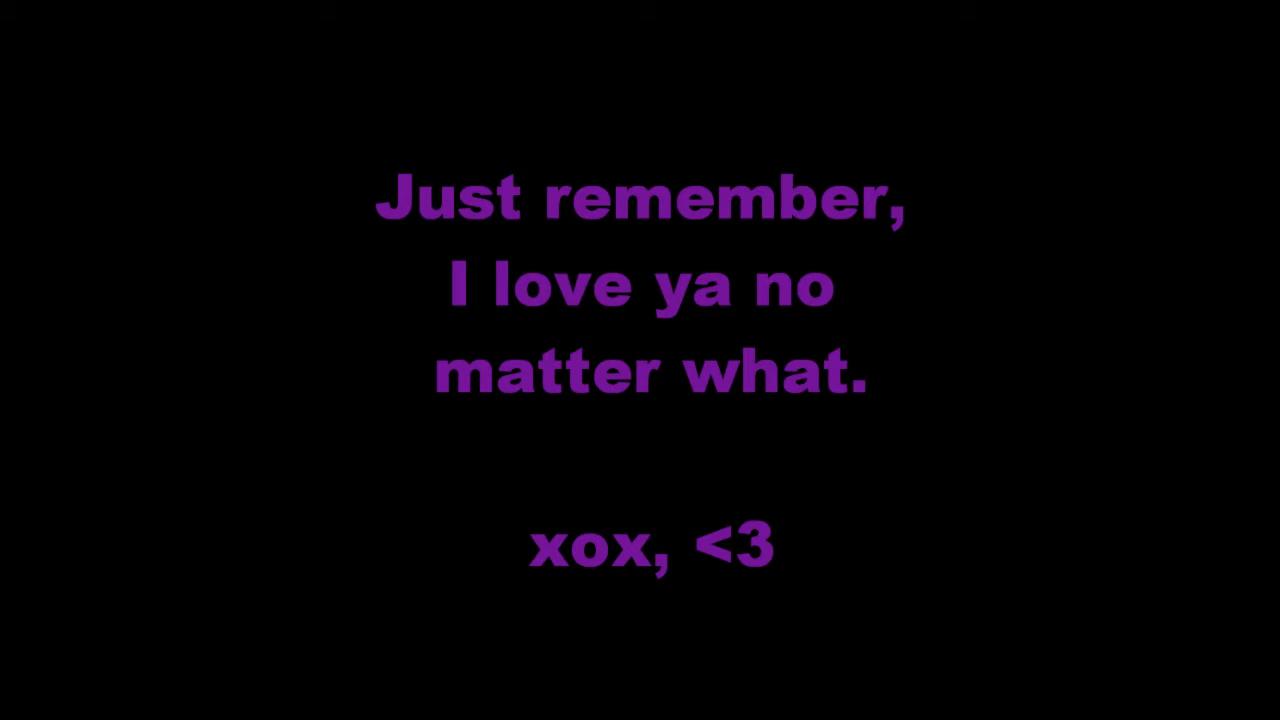 Just remember,
I love ya no
matter what.
xox, <3